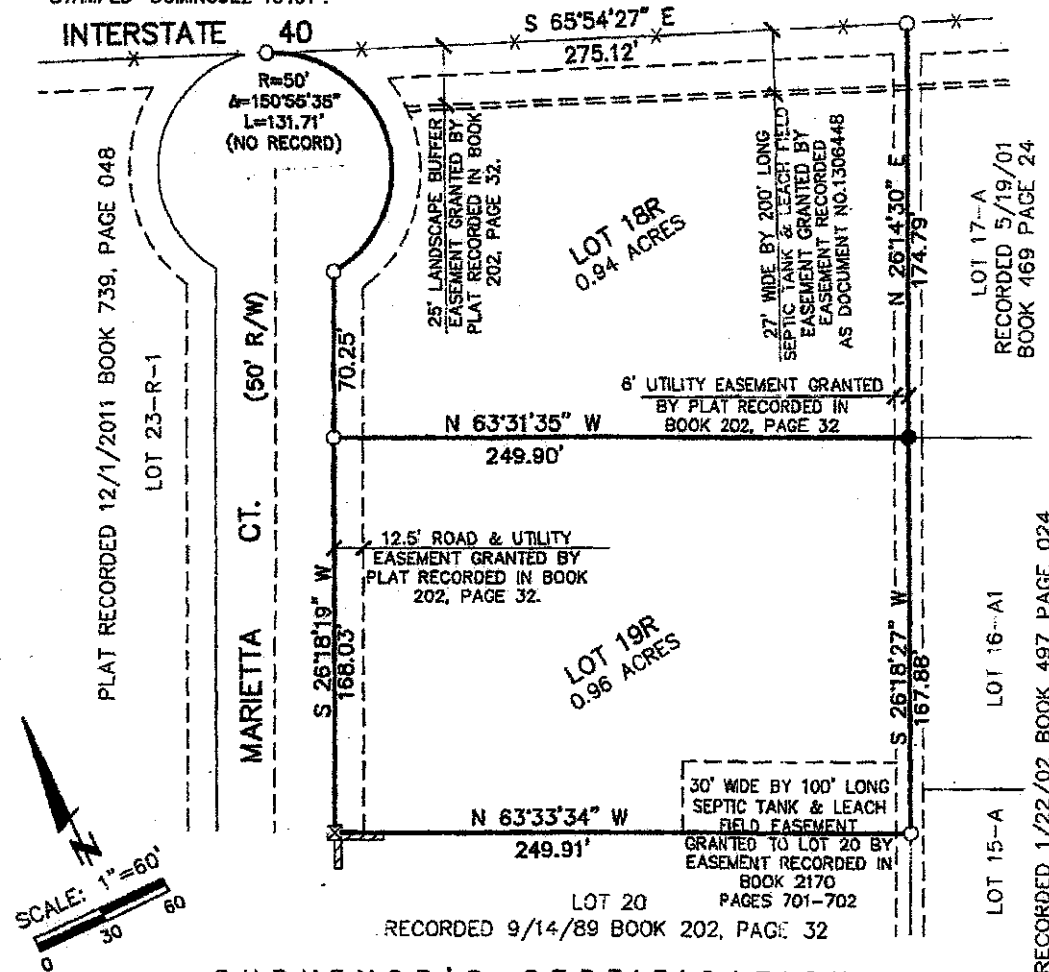 STAMPED "DOMINGUEZ 10461".
INTERSTATE 40
S 65°54'27" E
275.12'
R=50'
Δ=150°55'35"
L=131.71'
(NO RECORD)
25' LANDSCAPE BUFFER
EASEMENT GRANTED BY
PLAT RECORDED IN BOOK
202, PAGE 32.
LOT 18R
0.94 ACRES
27' WIDE BY 200' LONG
SEPTIC TANK & LEACH FIELD
EASEMENT GRANTED BY
EASEMENT RECORDED
AS DOCUMENT NO.1306448
N 26°14'30" E
174.79'
LOT 17-A
RECORDED 5/19/01
BOOK 469 PAGE 24
PLAT RECORDED 12/1/2011 BOOK 739, PAGE 048
LOT 23-R-1
MARIETTA CT. (50' R/W)
70.25'
6' UTILITY EASEMENT GRANTED
BY PLAT RECORDED IN
BOOK 202, PAGE 32
N 63°31'35" W
249.90'
12.5' ROAD & UTILITY
EASEMENT GRANTED BY
PLAT RECORDED IN BOOK
202, PAGE 32.
S 26°18'19" W
168.03'
LOT 19R
0.96 ACRES
S 26°18'27" W
167.88'
LOT 16-A1
LOT 15-A
RECORDED 1/22/02 BOOK 497 PAGE 024
30' WIDE BY 100' LONG
SEPTIC TANK & LEACH
FIELD EASEMENT
GRANTED TO LOT 20 BY
EASEMENT RECORDED IN
BOOK 2170
PAGES 701-702
N 63°33'34" W
249.91'
LOT 20
RECORDED 9/14/89 BOOK 202, PAGE 32
N
SCALE: 1"=60'
0 30 60